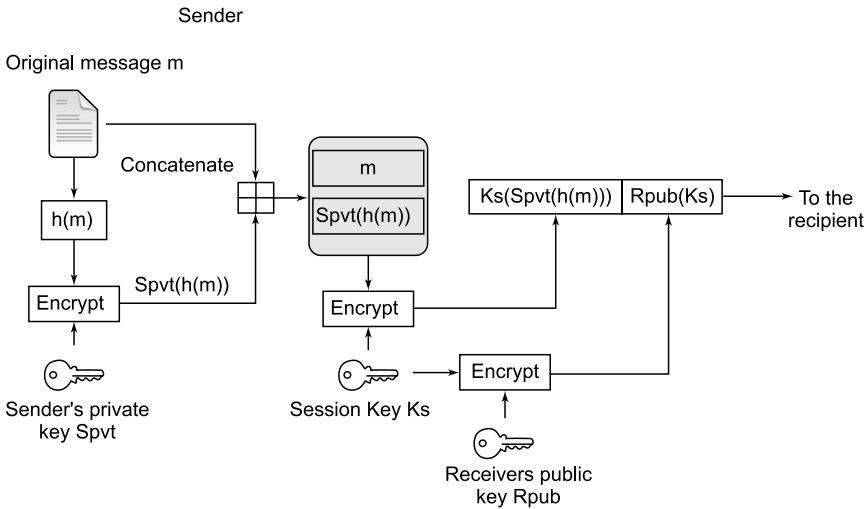 Sender
Original message m
Concatenate
h(m)
Encrypt
Spvt(h(m))
Sender's private
key Spvt
m
Spvt(h(m))
Encrypt
Session Key Ks
Encrypt
Receivers public
key Rpub
Ks(Spvt(h(m)))
Rpub(Ks)
To the
recipient